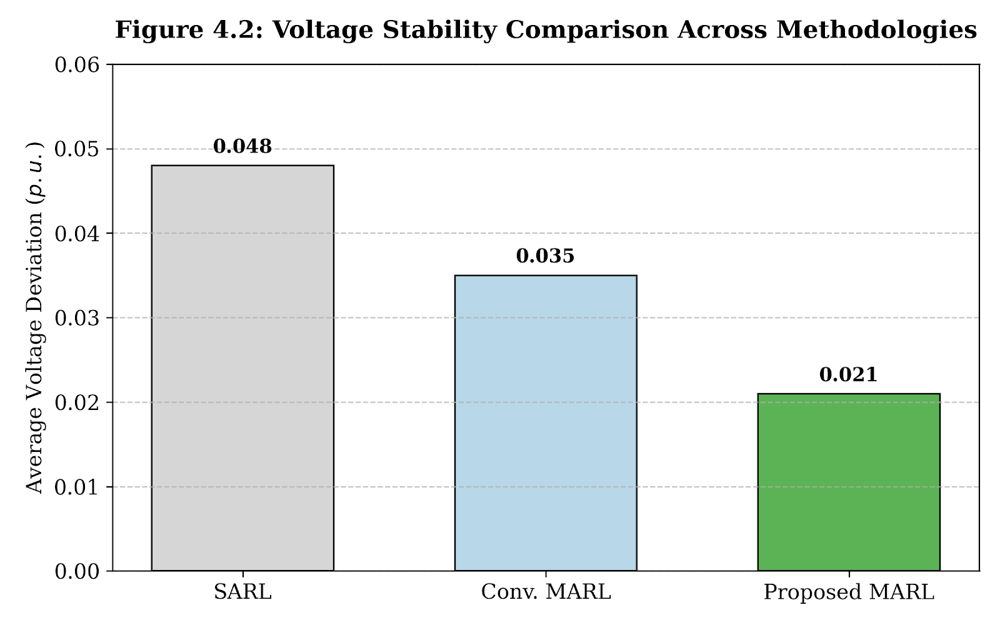 Figure 4.2: Voltage Stability Comparison Across Methodologies
Average Voltage Deviation (p.u.)
0.06
0.05
0.04
0.03
0.02
0.01
0.00
0.048
0.035
0.021
SARL
Conv. MARL
Proposed MARL